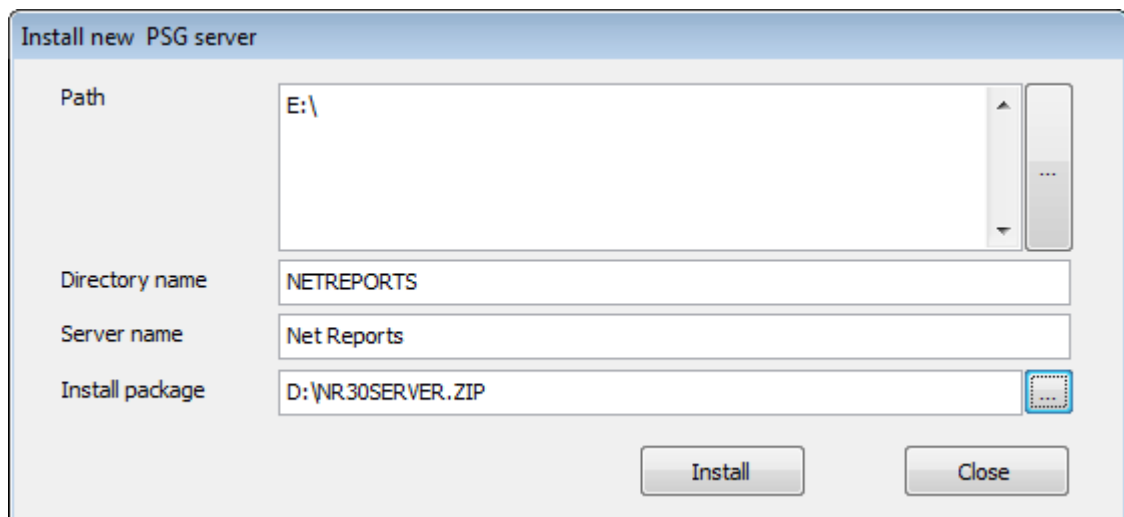 Install new  PSG server
Path
E:\
...
Directory name
NETREPORTS
Server name
Net Reports
Install package
D:\NR30SERVER.ZIP
...
Install
Close